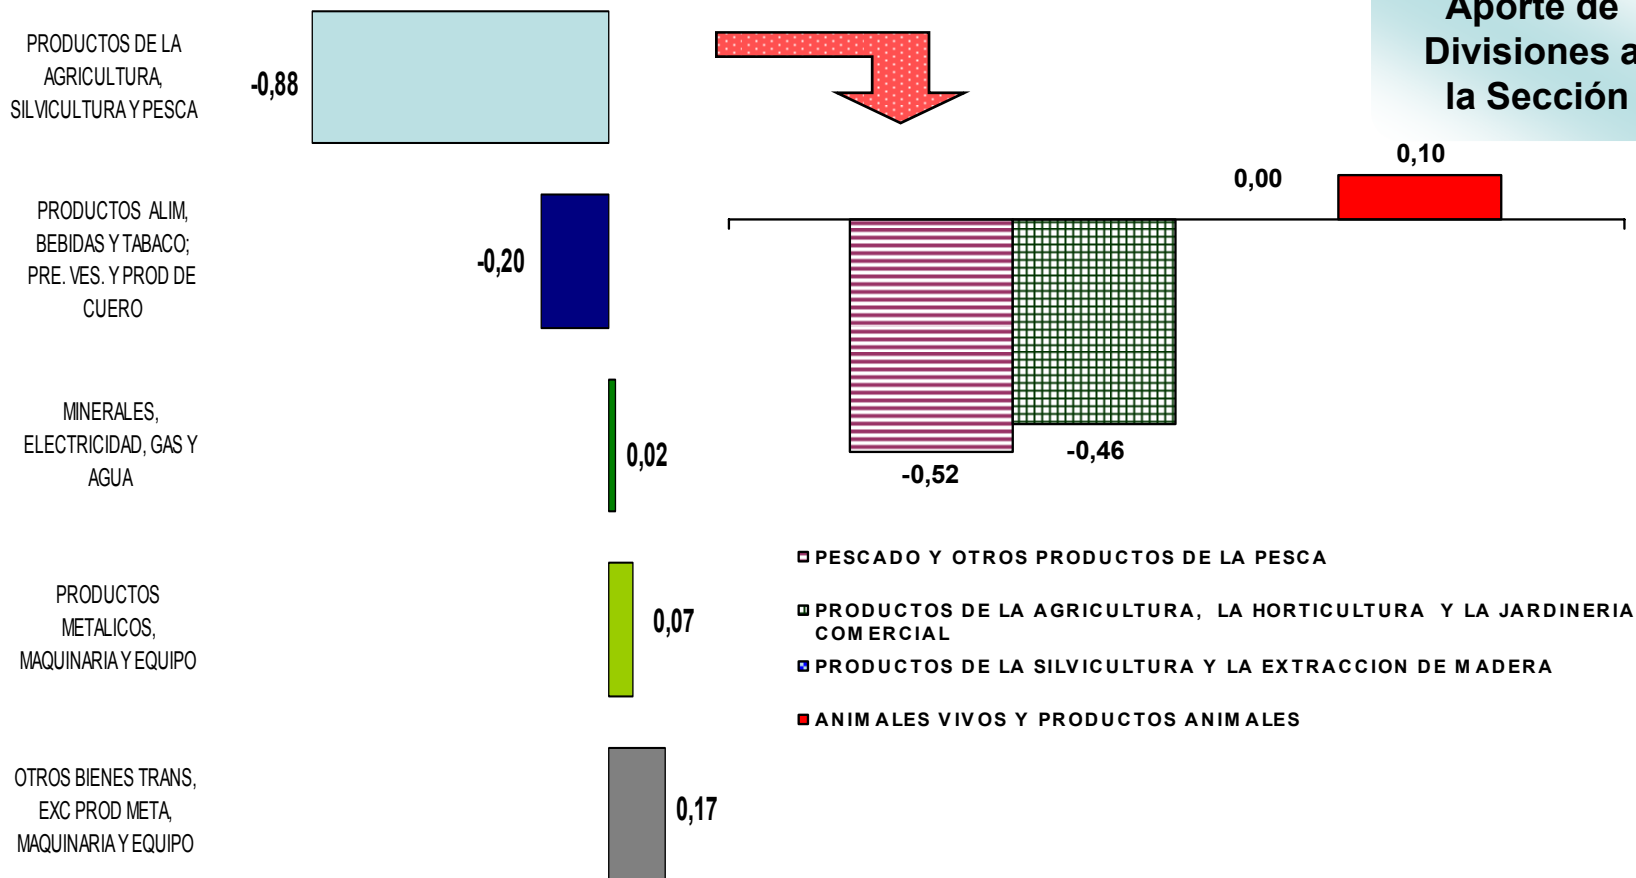 PRODUCTOS DE LA
AGRICULTURA,
SILVICULTURA Y PESCA
-0,88
PRODUCTOS ALIM,
BEBIDAS Y TABACO;
PRE. VES. Y PROD DE
CUERO
-0,20
MINERALES,
ELECTRICIDAD, GAS Y
AGUA
0,02
PRODUCTOS
METALICOS,
MAQUINARIA Y EQUIPO
0,07
OTROS BIENES TRANS,
EXC PROD META,
MAQUINARIA Y EQUIPO
0,17
Aporte de
Divisiones a
la Sección
0,10
0,00
-0,46
-0,52
PESCADO Y OTROS PRODUCTOS DE LA PESCA
PRODUCTOS DE LA AGRICULTURA, LA HORTICULTURA Y LA JARDINERIA
COMERCIAL
PRODUCTOS DE LA SILVICULTURA Y LA EXTRACCION DE MADERA
ANIMALES VIVOS Y PRODUCTOS ANIMALES